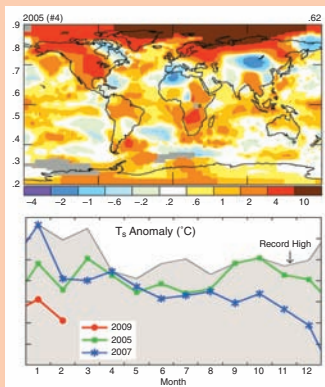 2005 (#4) .62
.9
.8
.7
.6
.5
.4
.3
.2
-4 -2 -1 -.6 -.2 .2 .6 1 2 4 10
Ts Anomaly (˚C)
Record High
2009
2005
2007
1 2 3 4 5 6 7 8 9 10 11 12
Month